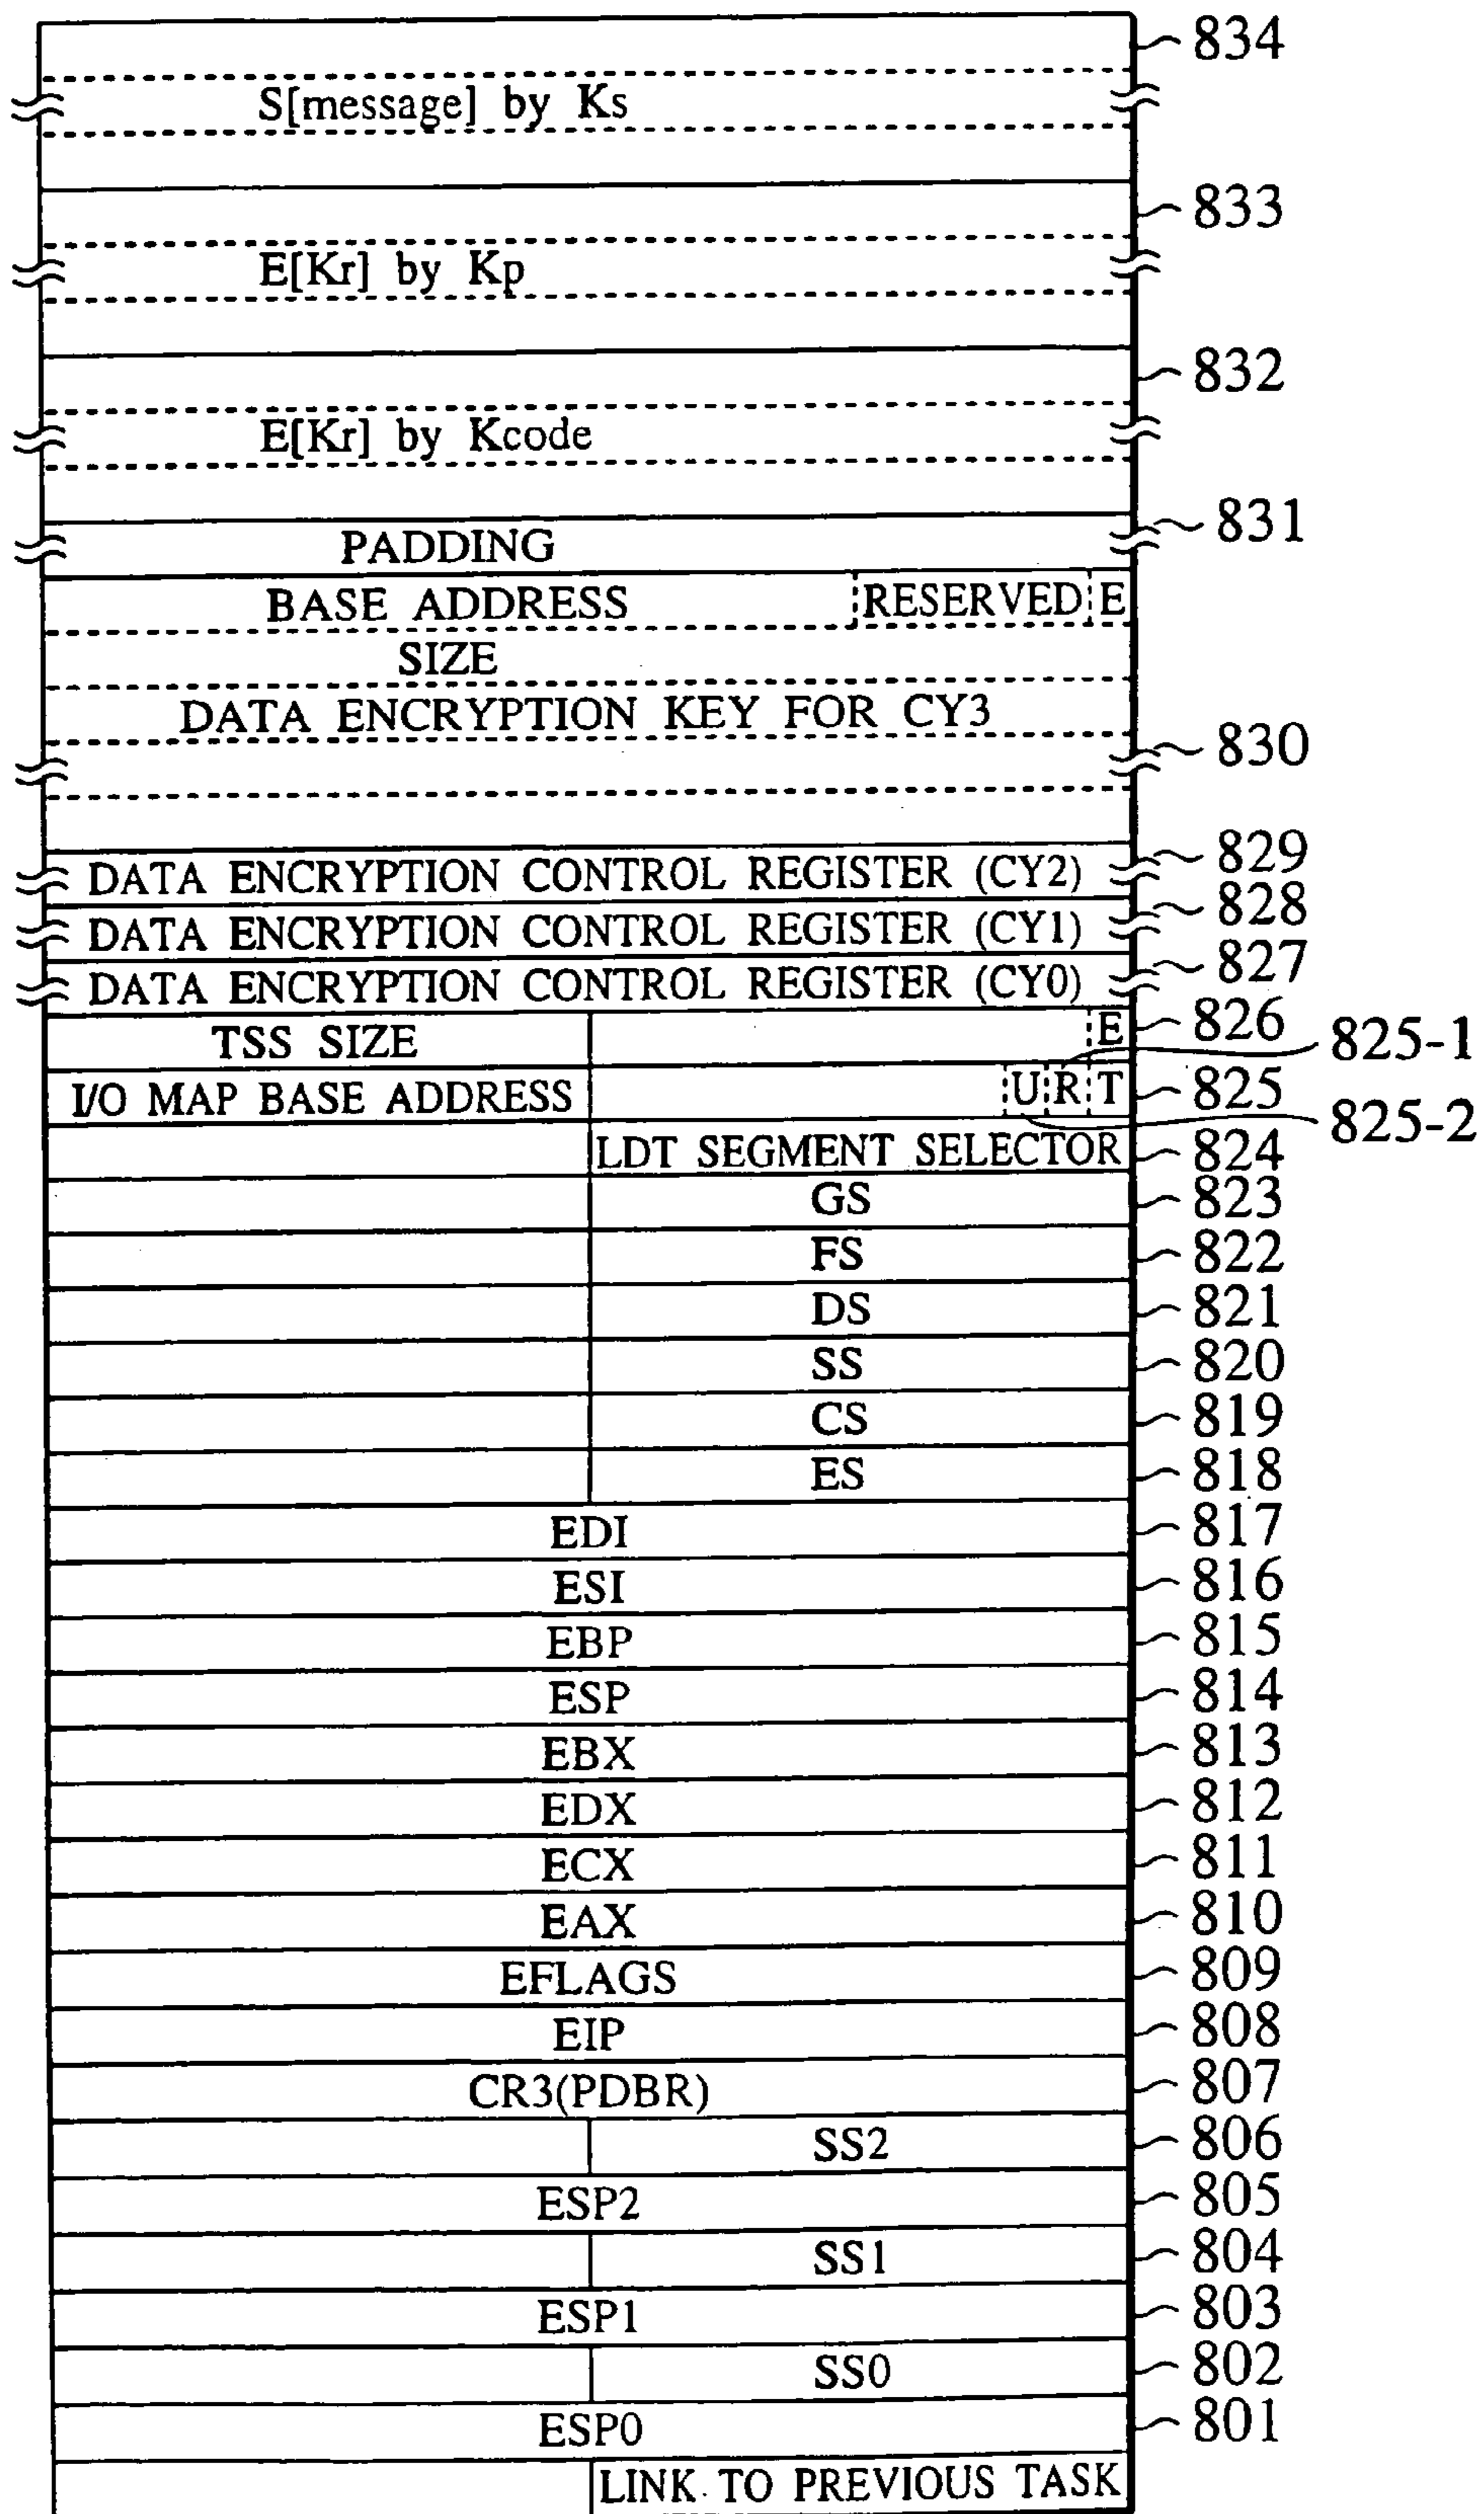 834
S[message] by Ks
833
E[Kr] by Kp
832
E[Kr] by Kcode
831
PADDING
BASE ADDRESS RESERVED E
SIZE
DATA ENCRYPTION KEY FOR CY3
830
829
DATA ENCRYPTION CONTROL REGISTER (CY2)
828
DATA ENCRYPTION CONTROL REGISTER (CY1)
827
DATA ENCRYPTION CONTROL REGISTER (CY0)
TSS SIZE E 826
825-1
I/O MAP BASE ADDRESS U R T 825
825-2
LDT SEGMENT SELECTOR 824
GS 823
FS 822
DS 821
SS 820
CS 819
ES 818
EDI 817
ESI 816
EBP 815
ESP 814
EBX 813
EDX 812
ECX 811
EAX 810
EFLAGS 809
EIP 808
CR3(PDBR) 807
SS2 806
ESP2 805
SS1 804
ESP1 803
SS0 802
ESP0 801
LINK TO PREVIOUS TASK